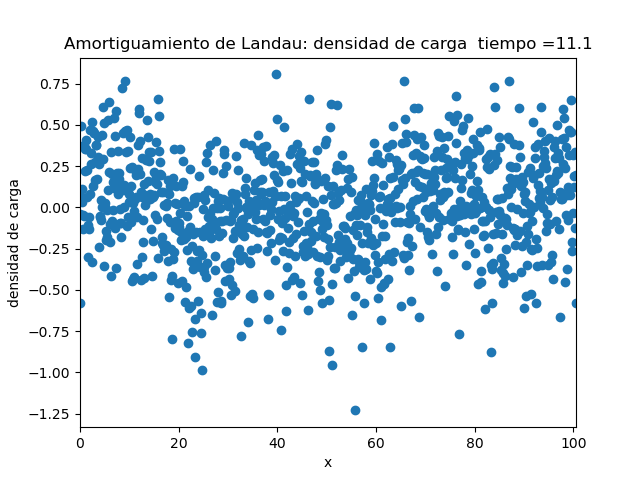 Amortiguamiento de Landau: densidad de carga  tiempo =11.1
0.75
0.50
0.25
0.00
−0.25
−0.50
−0.75
−1.00
−1.25
densidad de carga
0 20 40 60 80 100
x